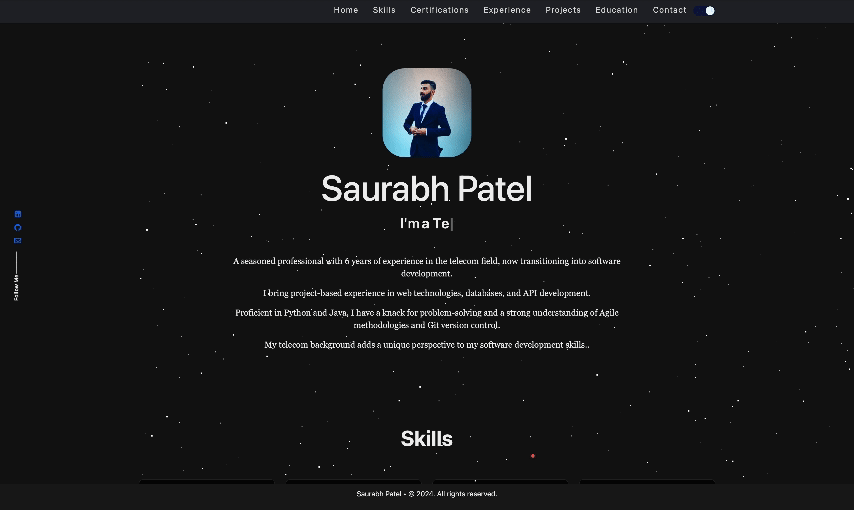 Home Skills Certifications Experience Projects Education Contact
Saurabh Patel
I'm a Te|
A seasoned professional with 6 years of experience in the telecom field, now transitioning into software
development.
I bring project-based experience in web technologies, databases, and API development.
Proficient in Python and Java, I have a knack for problem-solving and a strong understanding of Agile
methodologies and Git version control.
My telecom background adds a unique perspective to my software development skills..
Follow Me
Skills
Saurabh Patel - © 2024. All rights reserved.